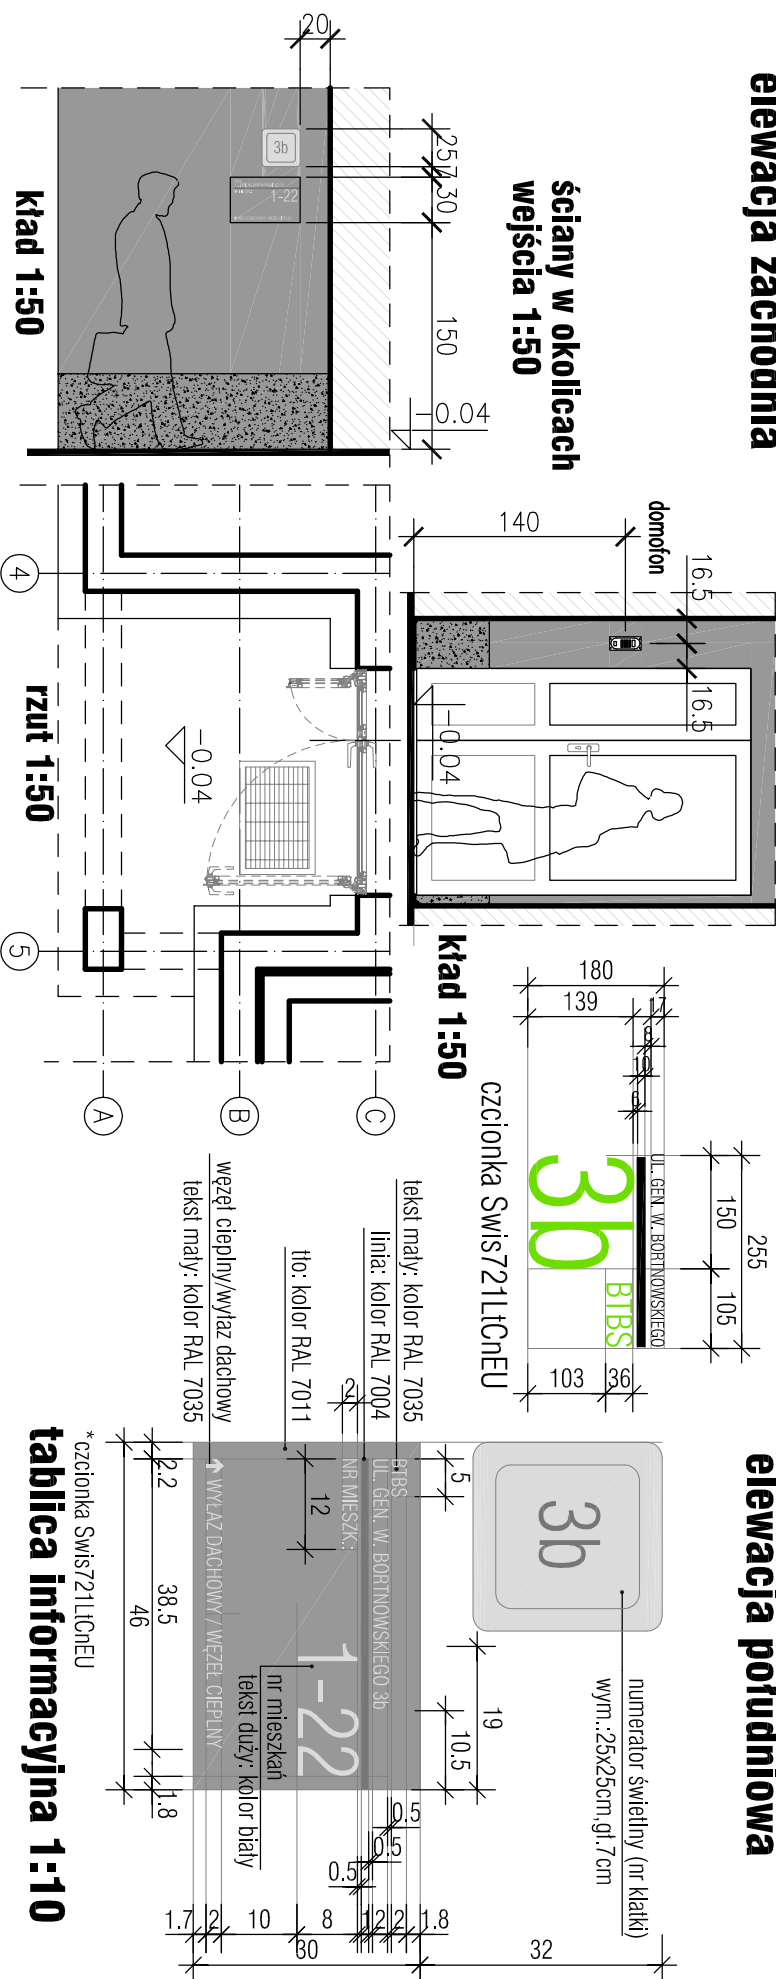 elewacja zachodnia
ściany w okolicach
wejścia 1:50
20
25
7
30
150
-0.04
3b
1-22
kład 1:50
domofon
140
16.5
16.5
-0.04
kład 1:50
-0.04
rzut 1:50
4
5
A
B
C
180
139
17
8
10
6
255
150
105
UL. GEN. W. BORTNOWSKIEGO
3b
BTBS
103
36
czcionka Swis721LtCnEU
elewacja południowa
3b
numerator świetlny (nr klatki)
wym.:25x25cm,gł.7cm
tekst mały: kolor RAL 7035
linia: kolor RAL 7004
tło: kolor RAL 7011
węzęł cieplny/wyłaz dachowy
tekst mały: kolor RAL 7035
5
19
10.5
BTBS
UL. GEN. W. BORTNOWSKIEGO 3b
NR MIESZK.:
1-22
2
12
nr mieszkań
tekst duży: kolor biały
WYŁAZ DACHOWY / WĘZEŁ CIEPLNY
2.2
38.5
1.8
46
0.5
0.5
0.5
1.7
2
10
8
1
2
2
1.8
30
32
*czcionka Swis721LtCnEU
tablica informacyjna 1:10